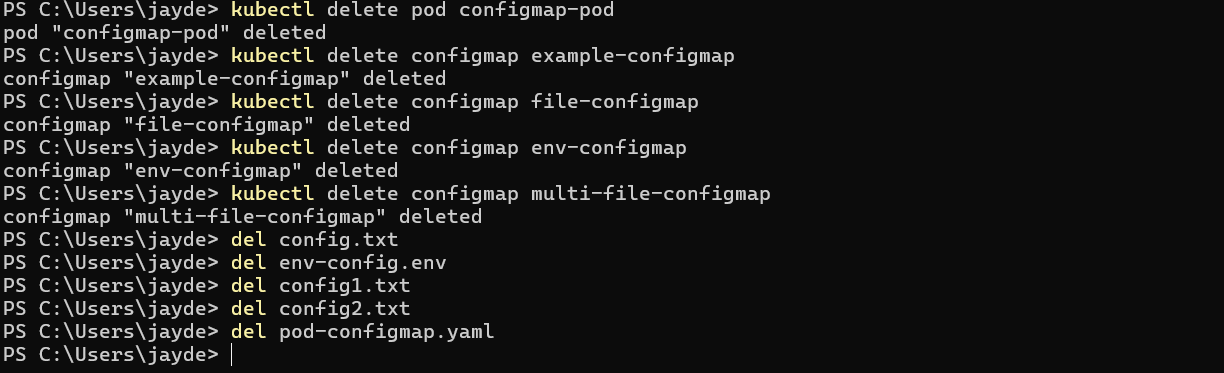 PS C:\Users\jayde> kubectl delete pod configmap-pod
pod "configmap-pod" deleted
PS C:\Users\jayde> kubectl delete configmap example-configmap
configmap "example-configmap" deleted
PS C:\Users\jayde> kubectl delete configmap file-configmap
configmap "file-configmap" deleted
PS C:\Users\jayde> kubectl delete configmap env-configmap
configmap "env-configmap" deleted
PS C:\Users\jayde> kubectl delete configmap multi-file-configmap
configmap "multi-file-configmap" deleted
PS C:\Users\jayde> del config.txt
PS C:\Users\jayde> del env-config.env
PS C:\Users\jayde> del config1.txt
PS C:\Users\jayde> del config2.txt
PS C:\Users\jayde> del pod-configmap.yaml
PS C:\Users\jayde>